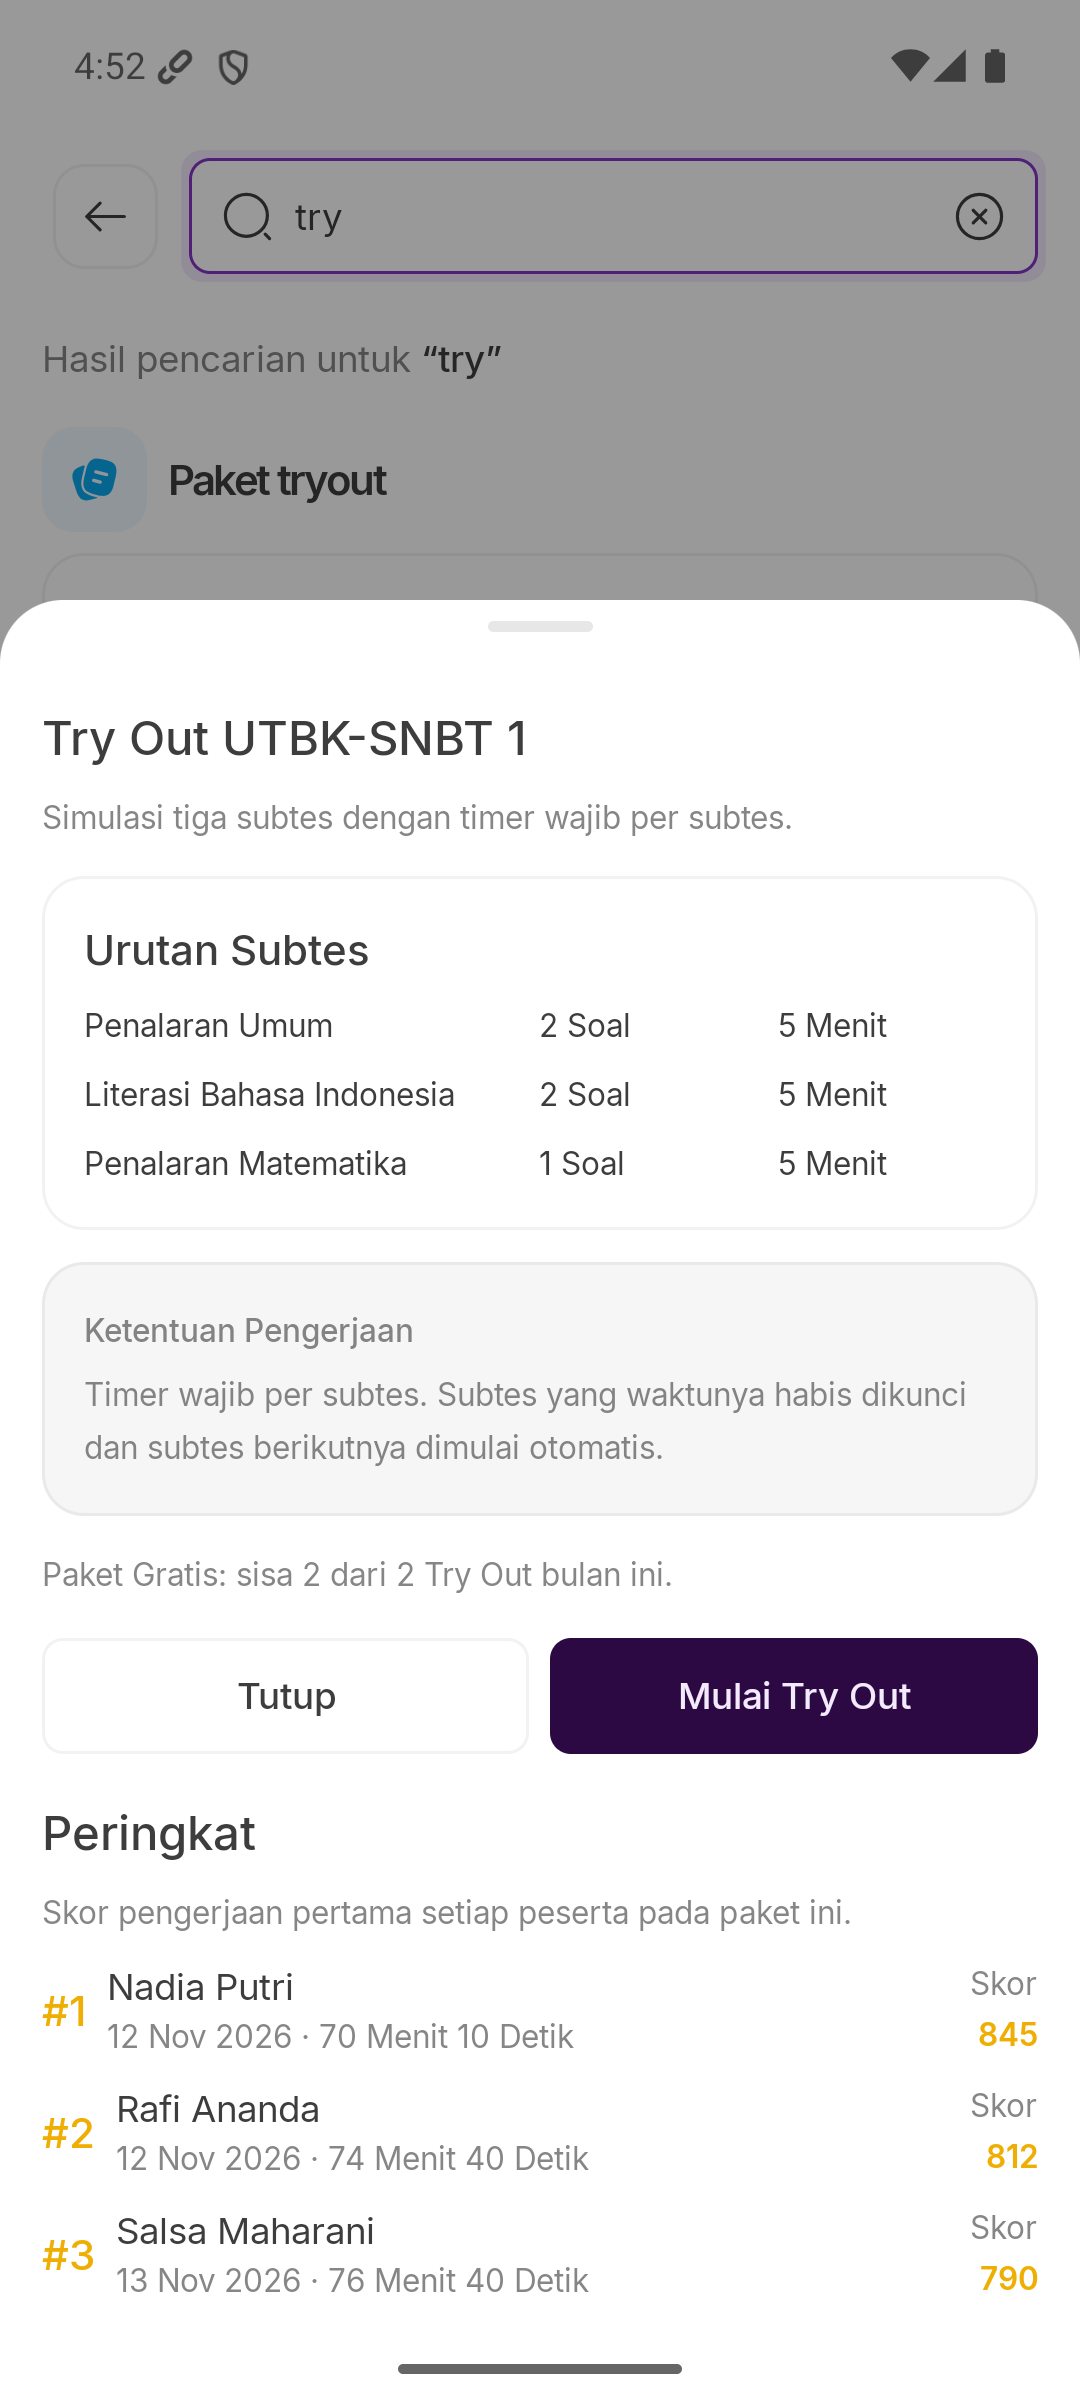 4:52
try
Hasil pencarian untuk “try”
Paket tryout
Try Out UTBK-SNBT 1
Simulasi tiga subtes dengan timer wajib per subtes.
Urutan Subtes
Penalaran Umum 2 Soal 5 Menit
Literasi Bahasa Indonesia 2 Soal 5 Menit
Penalaran Matematika 1 Soal 5 Menit
Ketentuan Pengerjaan
Timer wajib per subtes. Subtes yang waktunya habis dikunci
dan subtes berikutnya dimulai otomatis.
Paket Gratis: sisa 2 dari 2 Try Out bulan ini.
Tutup Mulai Try Out
Peringkat
Skor pengerjaan pertama setiap peserta pada paket ini.
#1 Nadia Putri Skor
12 Nov 2026 · 70 Menit 10 Detik 845
#2 Rafi Ananda Skor
12 Nov 2026 · 74 Menit 40 Detik 812
#3 Salsa Maharani Skor
13 Nov 2026 · 76 Menit 40 Detik 790